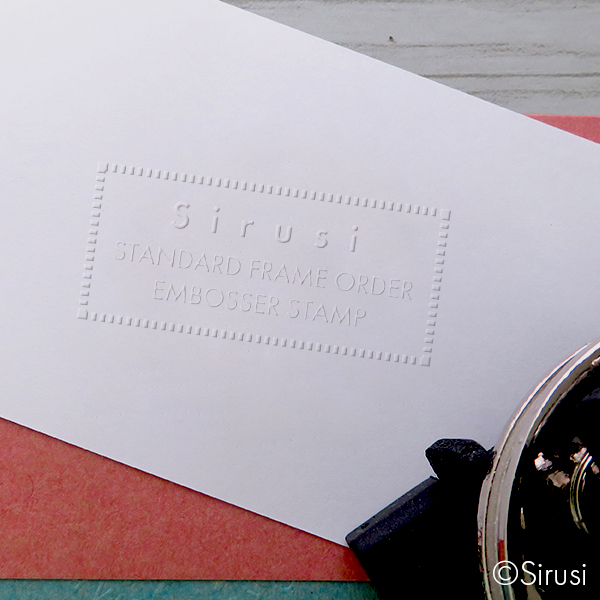 Sirusi
STANDARD FRAME ORDER
EMBOSSER STAMP
©Sirusi